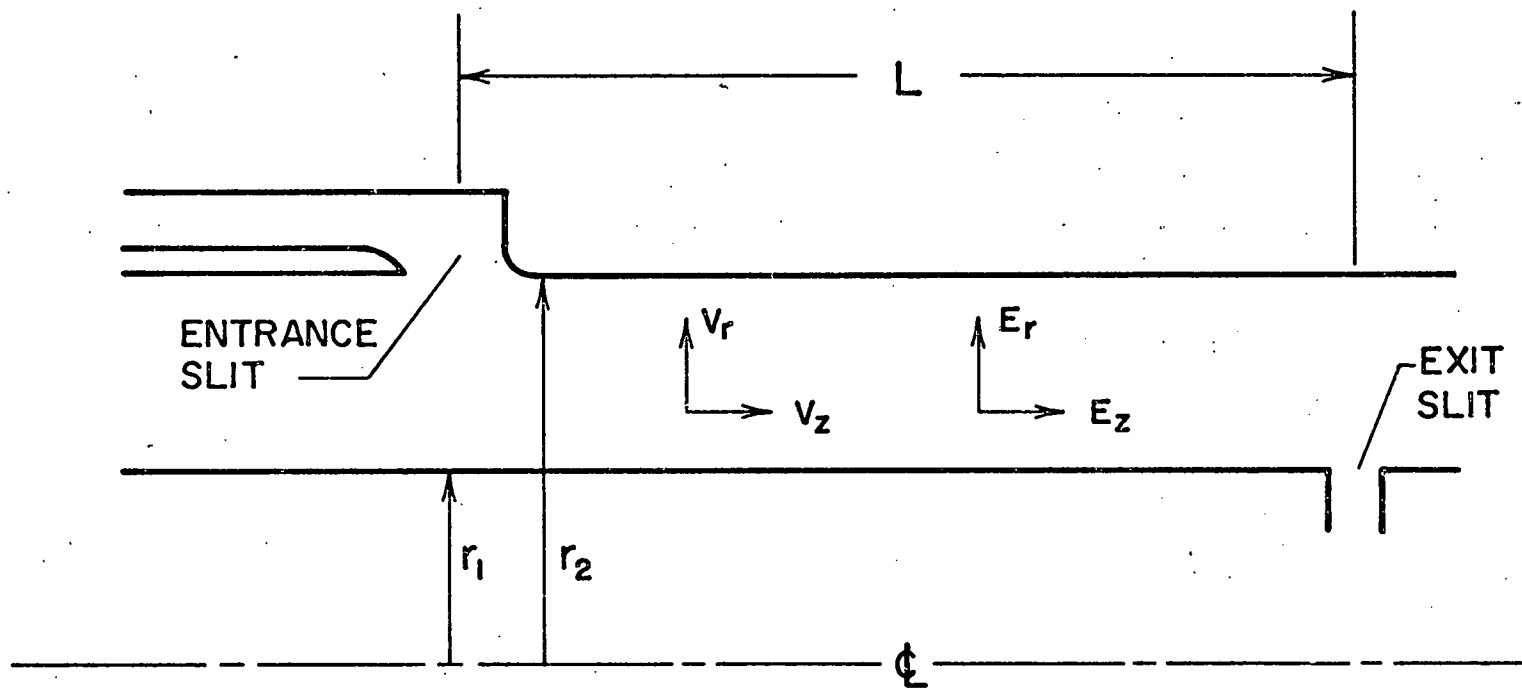 L
ENTRANCE
SLIT
Vr
Vz
Er
Ez
EXIT
SLIT
r1
r2
℄